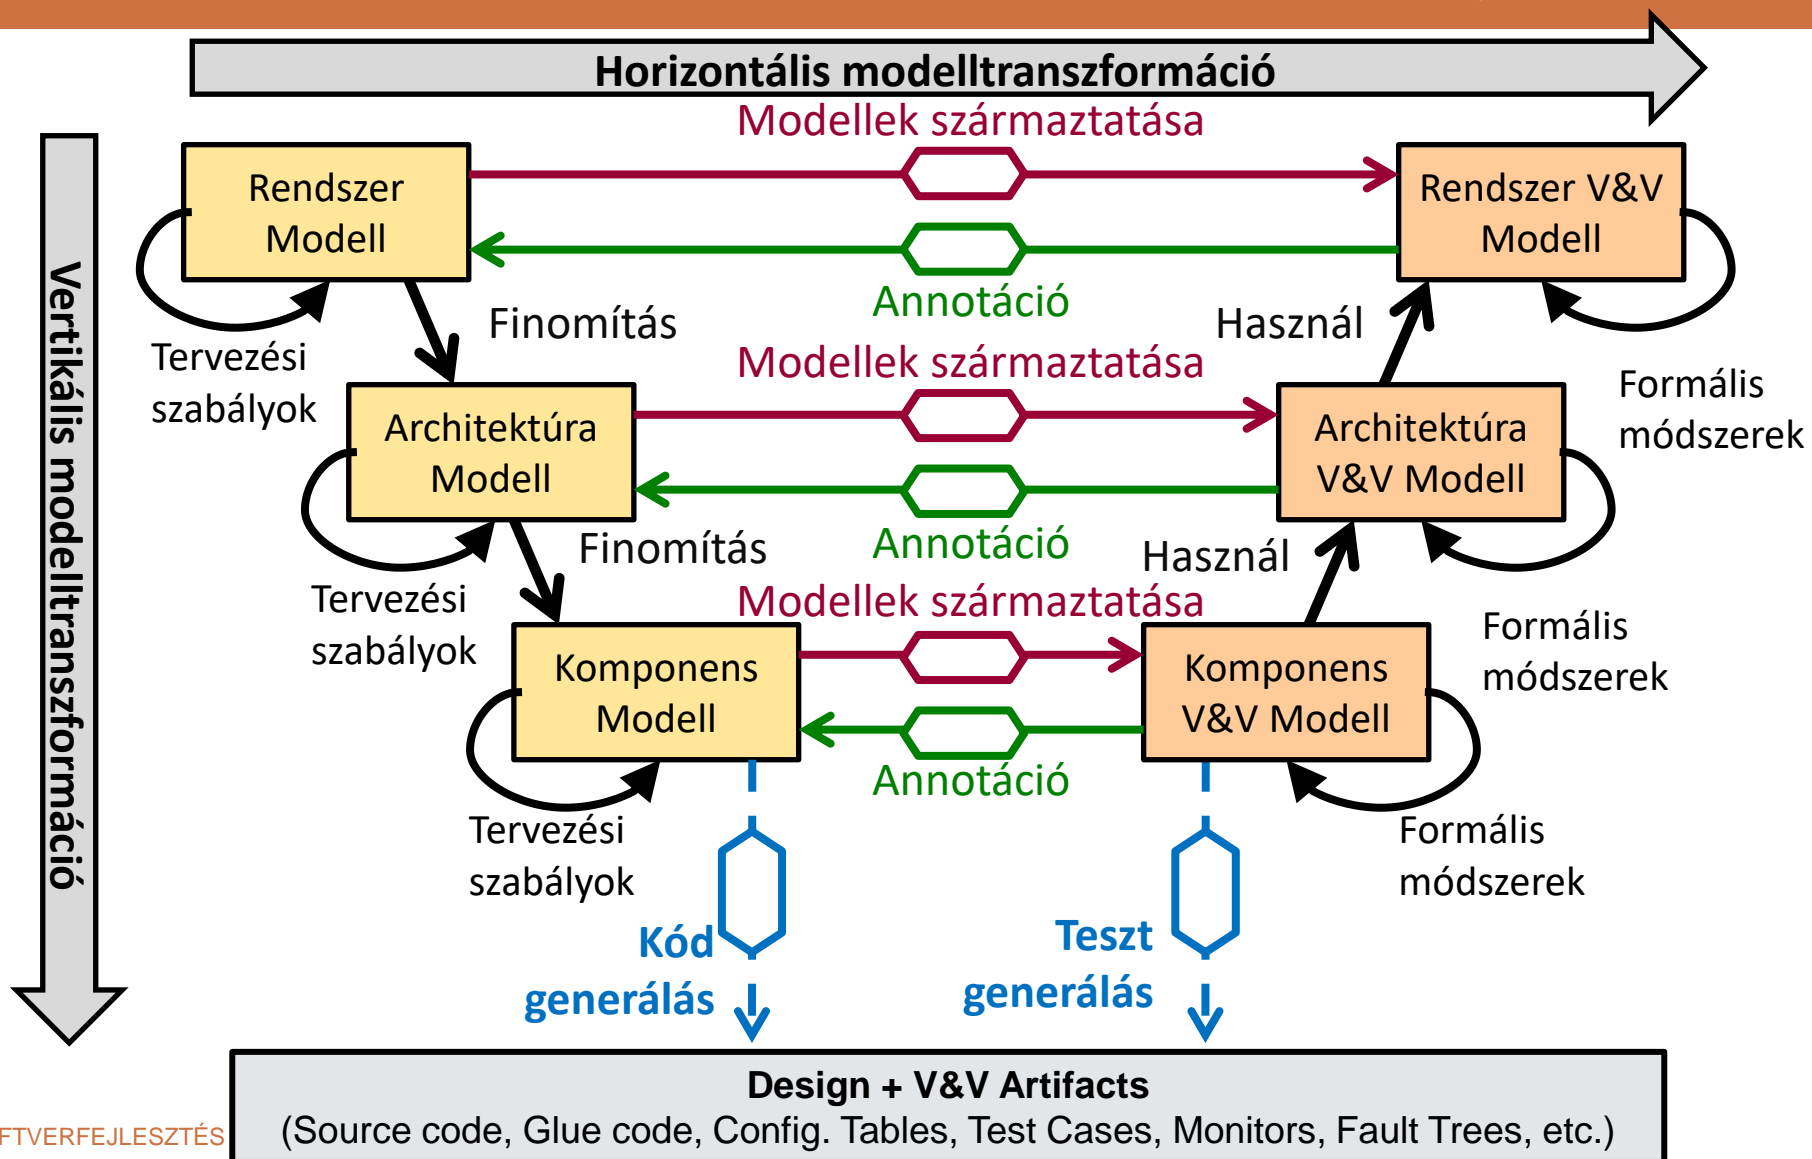 Horizontális modelltranszformáció
Vertikális modelltranszformáció
Modellek származtatása
Rendszer
Modell
Rendszer V&V
Modell
Annotáció
Finomítás
Használ
Tervezési
szabályok
Formális
módszerek
Modellek származtatása
Architektúra
Modell
Architektúra
V&V Modell
Annotáció
Finomítás
Használ
Tervezési
szabályok
Formális
módszerek
Modellek származtatása
Komponens
Modell
Komponens
V&V Modell
Annotáció
Tervezési
szabályok
Formális
módszerek
Kód
generálás
Teszt
generálás
Design + V&V Artifacts
(Source code, Glue code, Config. Tables, Test Cases, Monitors, Fault Trees, etc.)
FTVERFEJLESZTÉS